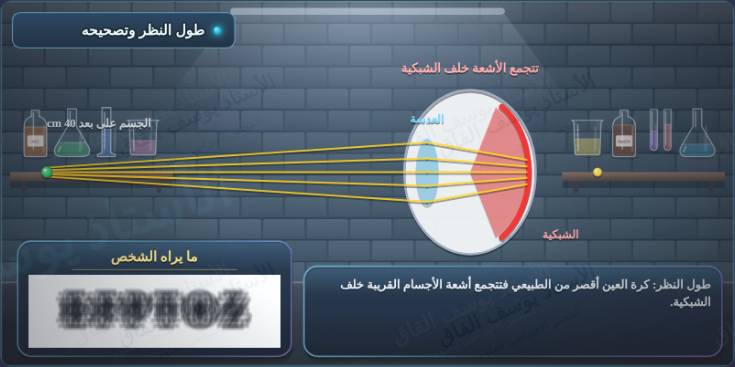 طول النظر وتصحيحه
تتجمع الأشعة خلف الشبكية
العدسة
الجسم على بعد 40 cm
الشبكية
ما يراه الشخص
طول النظر: كرة العين أقصر من الطبيعي فتتجمع أشعة الأجسام القريبة خلف
الشبكية.